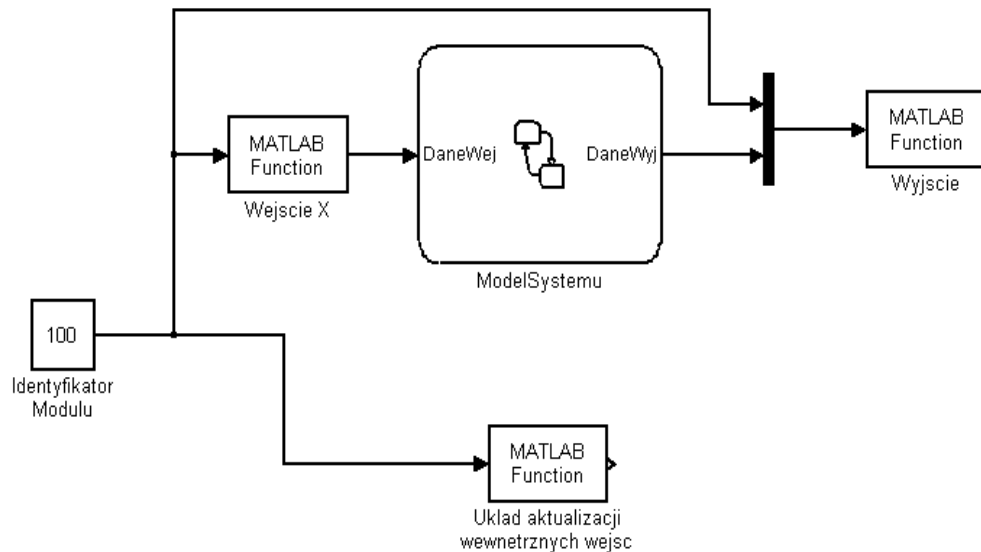 MATLAB
Function
Wejscie X
DaneWej
DaneWyj
ModelSystemu
MATLAB
Function
Wyjscie
100
Identyfikator
Modulu
MATLAB
Function
Uklad aktualizacji
wewnetrznych wejsc